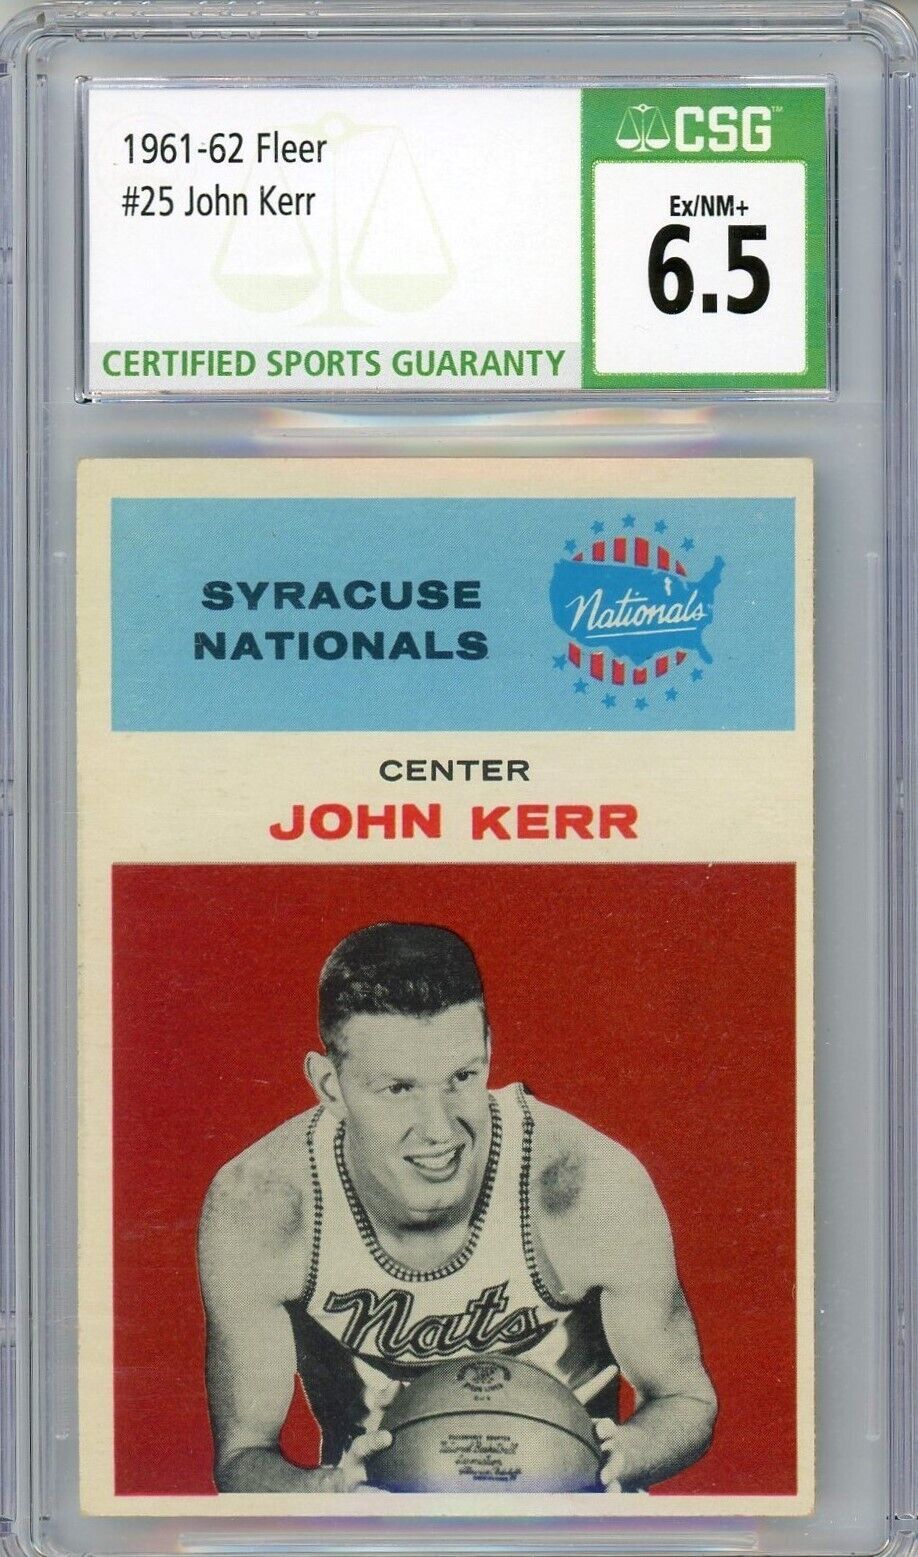 1961-62 Fleer
#25 John Kerr
CERTIFIED SPORTS GUARANTY
CSG™
Ex/NM+
6.5
SYRACUSE
NATIONALS
Nationals
CENTER
JOHN KERR
Nats